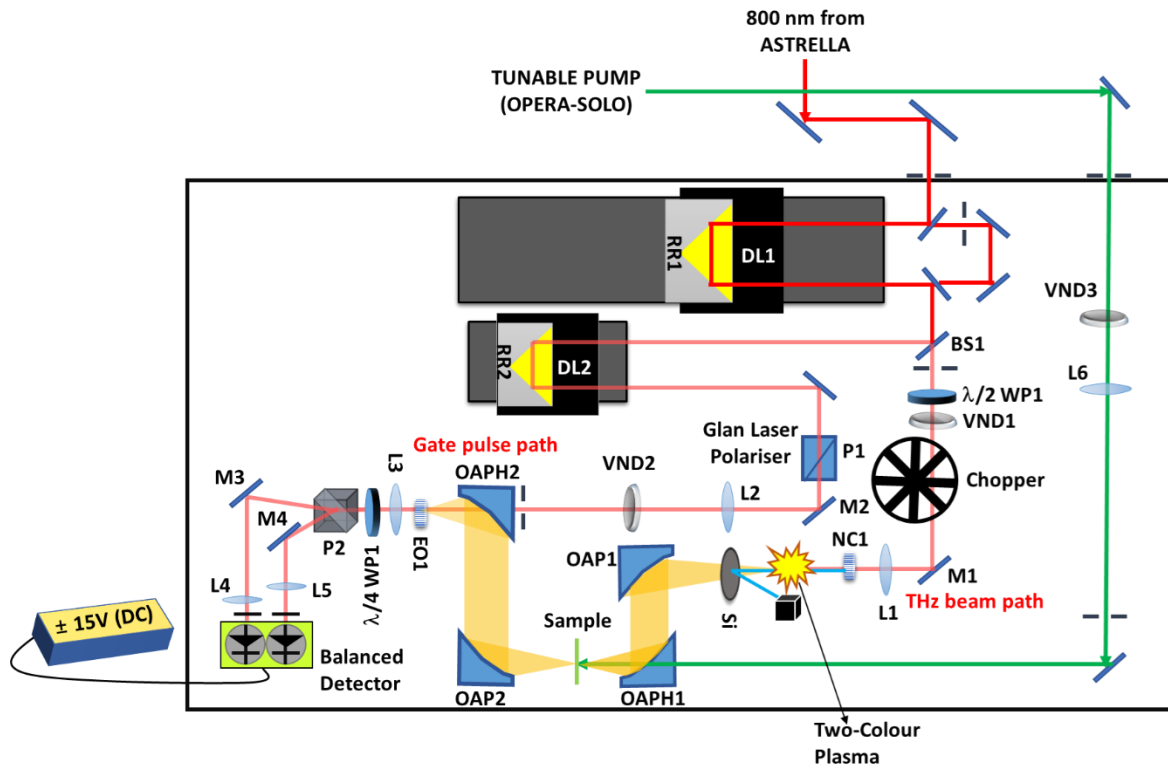 800 nm from
ASTRELLA
TUNABLE PUMP
(OPERA-SOLO)
RR1
DL1
VND3
BS1
RR2
DL2
L6
λ/2 WP1
VND1
Glan Laser
Polariser
P1
Chopper
Gate pulse path
OAPH2
VND2
L3
M3
M4
L2
M2
P2
EO1
λ/4 WP1
OAP1
NC1
M1
L4
L5
Si
L1
THz beam path
± 15V (DC)
Sample
Balanced
Detector
OAP2
OAPH1
Two-Colour
Plasma